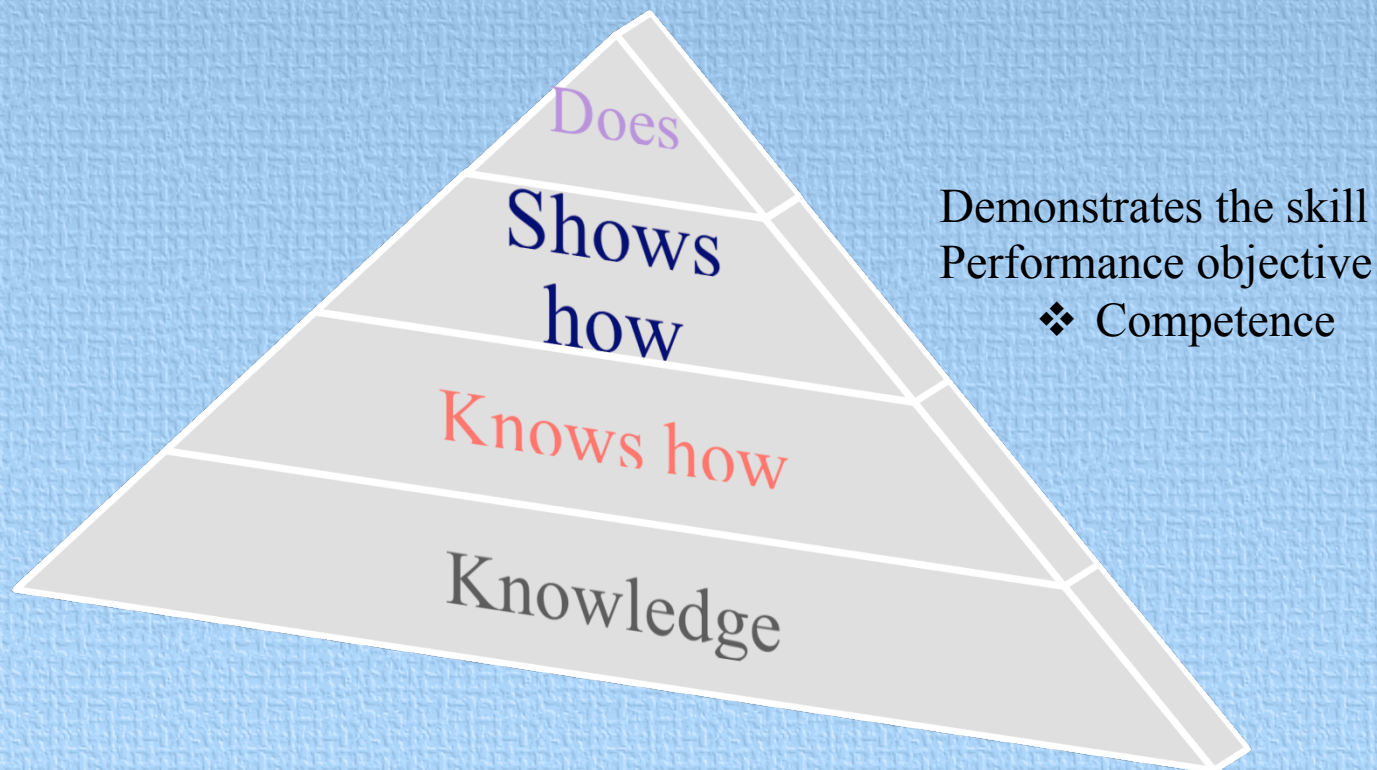 Does
Shows
how
Knows how
Knowledge
Demonstrates the skill
Performance objective
❖ Competence